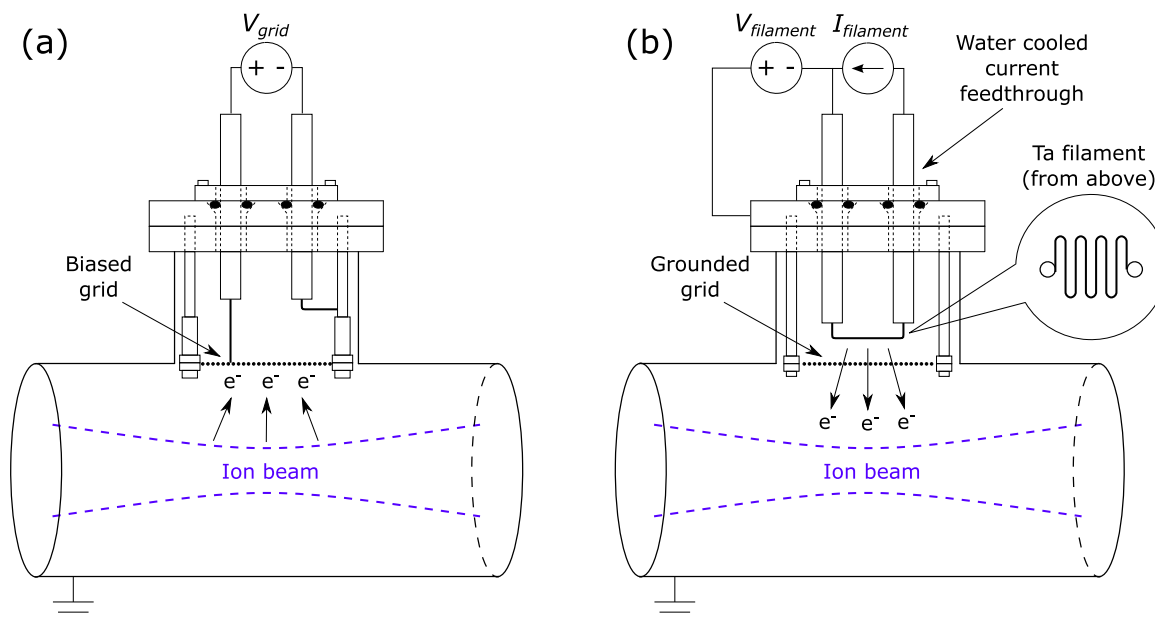 (a)
V_grid
+ -
Biased
grid
e⁻ e⁻ e⁻
Ion beam
(b)
V_filament I_filament
+ -
Water cooled
current
feedthrough
Ta filament
(from above)
Grounded
grid
e⁻ e⁻ e⁻
Ion beam